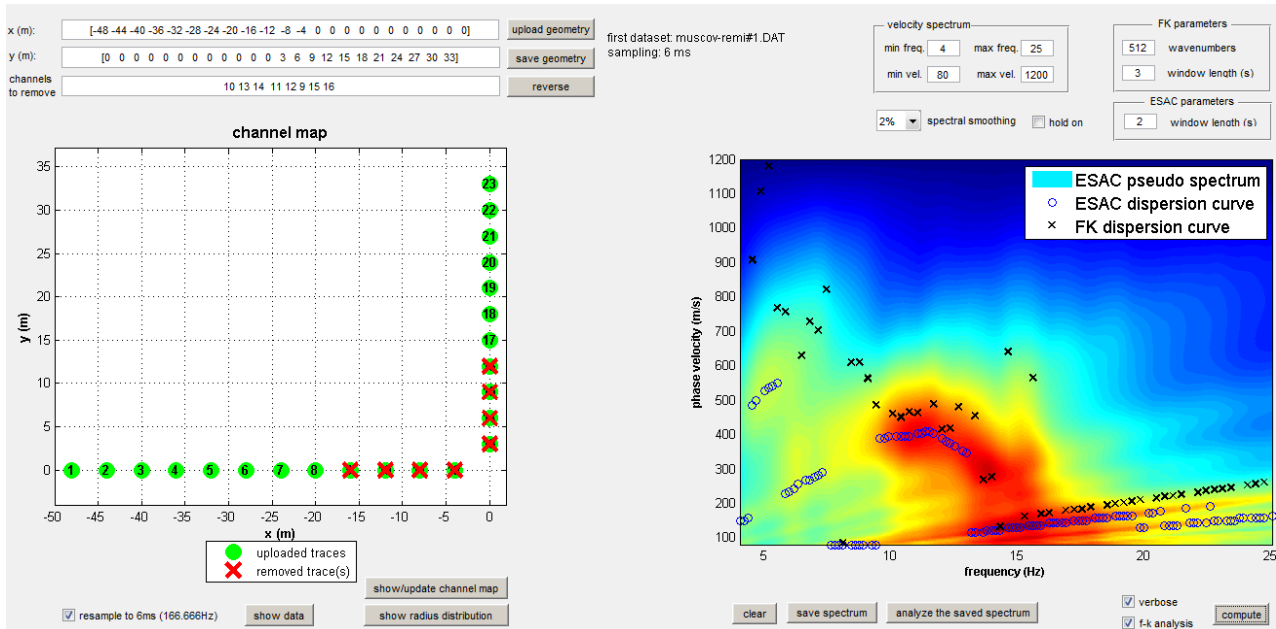 x (m):
[-48 -44 -40 -36 -32 -28 -24 -20 -16 -12 -8 -4 0 0 0 0 0 0 0 0 0 0 0]
upload geometry
y (m):
[0 0 0 0 0 0 0 0 0 0 0 0 3 6 9 12 15 18 21 24 27 30 33]
save geometry
channels
to remove
10 13 14 11 12 9 15 16
reverse
first dataset: muscov-remi#1.DAT
sampling: 6 ms
velocity spectrum
min freq. 4 max freq. 25
min vel. 80 max vel. 1200
FK parameters
512 wavenumbers
3 window length (s)
ESAC parameters
2 window length (s)
2% spectral smoothing hold on
channel map
35
30
25
20
15
10
5
0
y (m)
23
22
21
20
19
18
17
1 2 3 4 5 6 7 8
-50 -45 -40 -35 -30 -25 -20 -15 -10 -5 0
x (m)
uploaded traces
removed trace(s)
show/update channel map
resample to 6ms (166.666Hz)
show data
show radius distribution
1200
1100
1000
900
800
700
600
500
400
300
200
100
phase velocity (m/s)
ESAC pseudo spectrum
ESAC dispersion curve
FK dispersion curve
5 10 15 20 25
frequency (Hz)
clear
save spectrum
analyze the saved spectrum
verbose
f-k analysis
compute